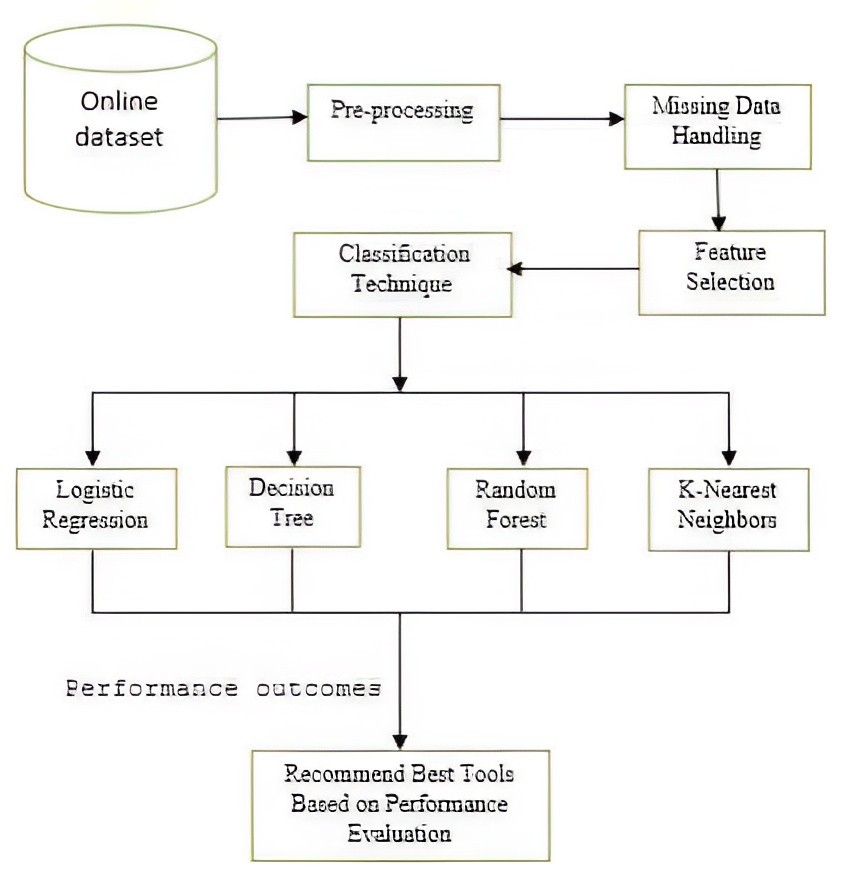 Online
dataset
Pre-processing
Missing Data
Handling
Feature
Selection
Classification
Technique
Logistic
Regression
Decision
Tree
Random
Forest
K-Nearest
Neighbors
Performance outcomes
Recommend Best Tools
Based on Performance
Evaluation